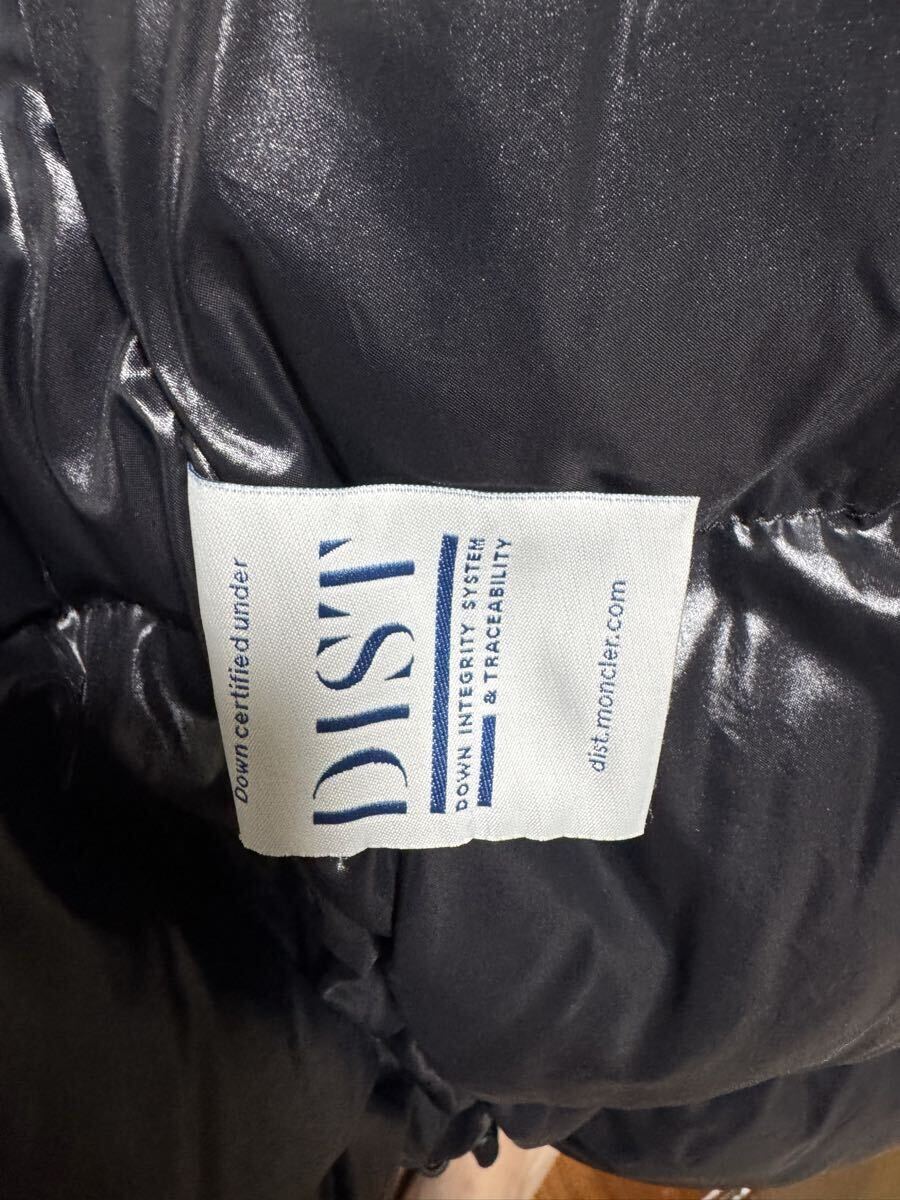 Down certified under
DIST
DOWN INTEGRITY SYSTEM
& TRACEABILITY
dist.moncler.com